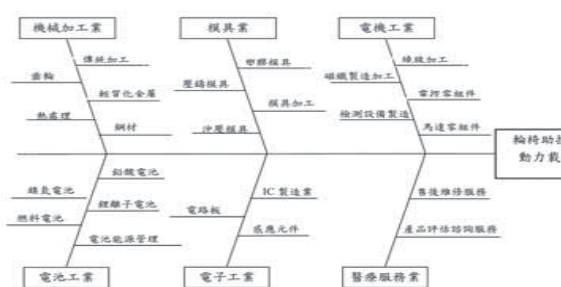 機械加工業
模具業
電機工業
傳統加工
齒輪
輕質化金屬
熱處理
鋼材
塑膠模具
壓鑄模具
模具加工
沖壓模具
線縫加工
磁鐵製造加工
電河零組件
檢測設備製造
馬達零組件
輪椅助推
動力載
鉛酸電池
鎳氫電池
鋰離子電池
燃料電池
電池能源管理
IC 製造業
電路板
感應元件
售後維修服務
產品評估諮詢服務
電池工業
電子工業
醫療服務業